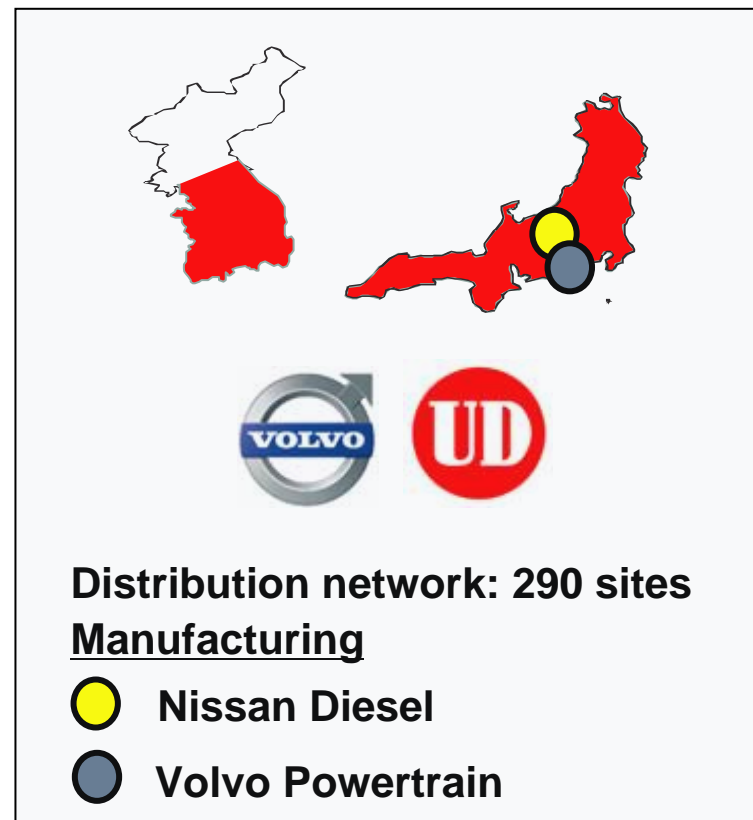 VOLVO
UD
Distribution network: 290 sites
Manufacturing
Nissan Diesel
Volvo Powertrain